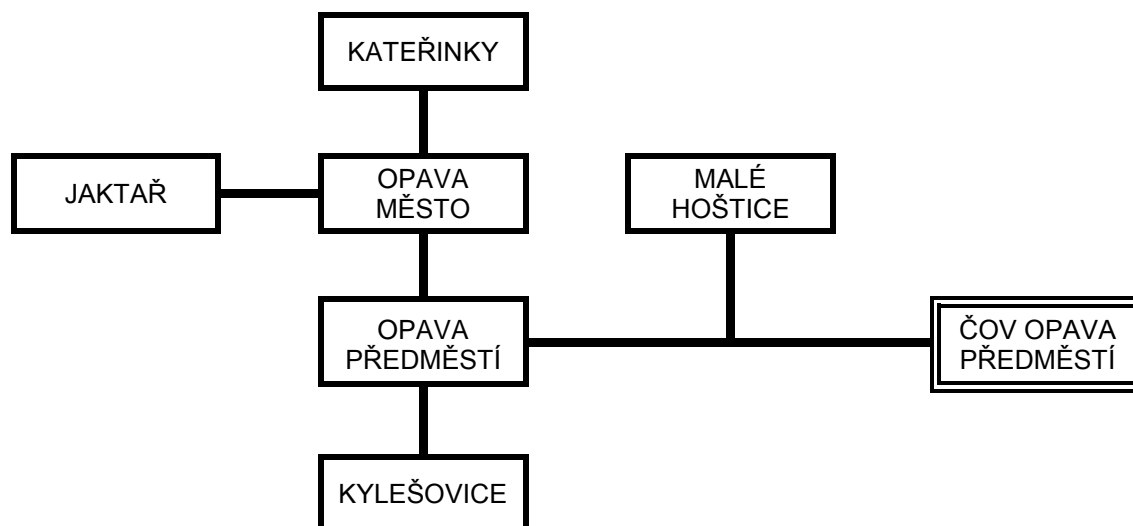 KATEŘINKY
JAKTAŘ
OPAVA
MĚSTO
MALÉ
HOŠTICE
OPAVA
PŘEDMĚSTÍ
ČOV OPAVA
PŘEDMĚSTÍ
KYLEŠOVICE